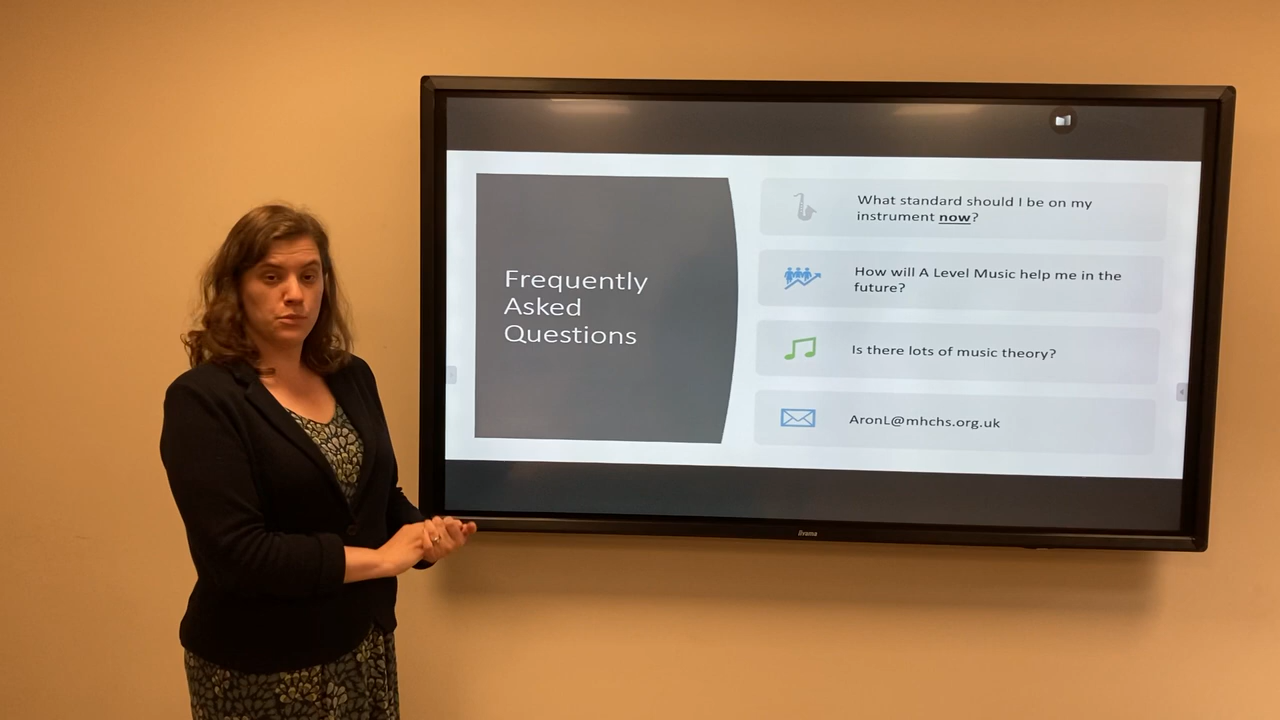 Frequently
Asked
Questions
What standard should I be on my
instrument now?
How will A Level Music help me in the
future?
Is there lots of music theory?
AronL@mhchs.org.uk
iiyama